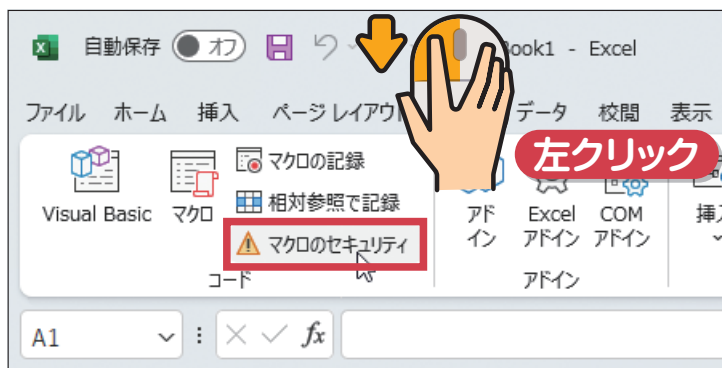 自動保存 オフ Book1 - Excel
ファイル ホーム 挿入 ページ レイアウト データ 校閲 表示
左クリック
Visual Basic
マクロ
マクロの記録
相対参照で記録
マクロのセキュリティ
コード
アド
イン
Excel
アドイン
COM
アドイン
アドイン
挿入
A1
fx